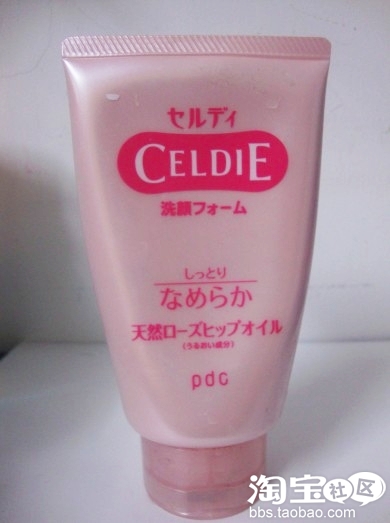 セルディ
CELDIE
洗顔フォーム
しっとり
なめらか
天然ローズヒップオイル
(うるおい成分)
pdc
淘宝社区
bbs.taobao.com